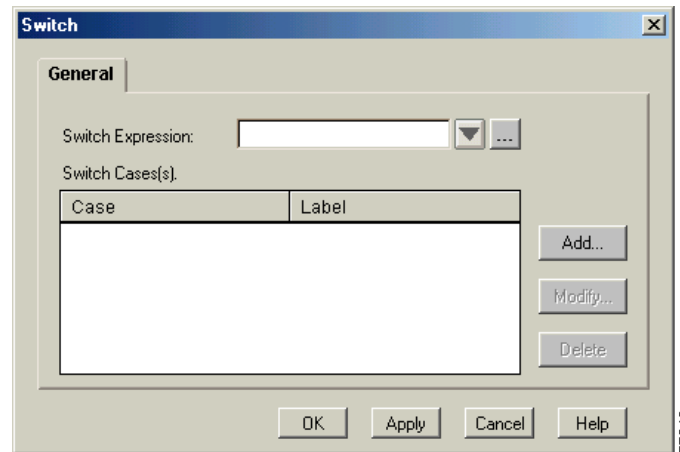 Switch
General
Switch Expression:
...
Switch Cases(s).
Case Label
Add...
Modify...
Delete
OK Apply Cancel Help